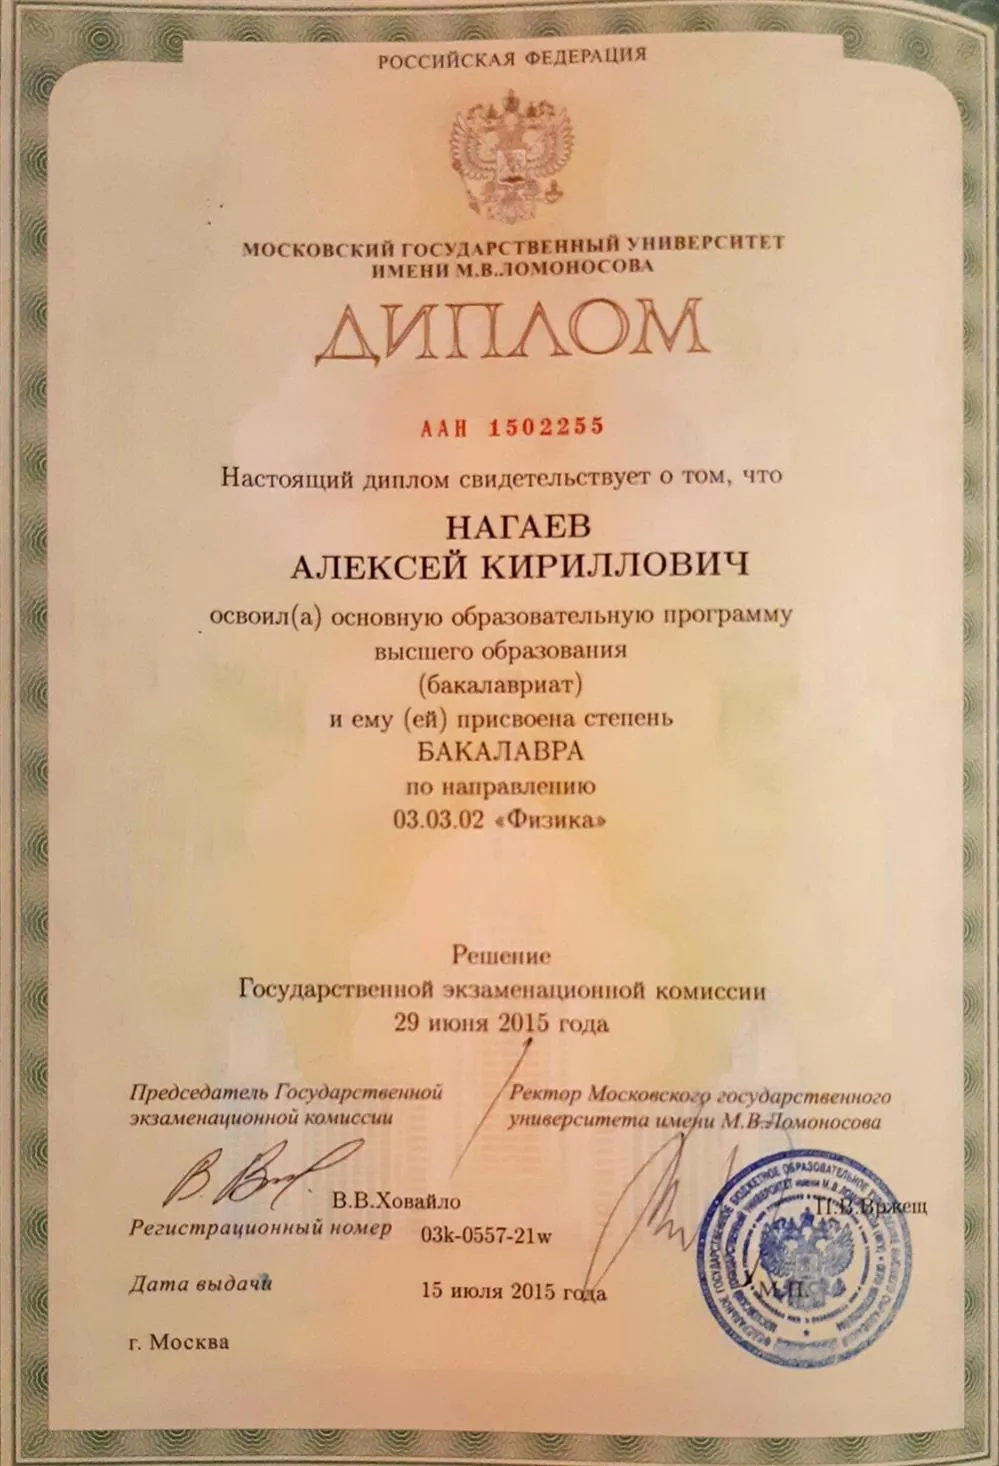 РОССИЙСКАЯ ФЕДЕРАЦИЯ
МОСКОВСКИЙ ГОСУДАРСТВЕННЫЙ УНИВЕРСИТЕТ
ИМЕНИ М.В.ЛОМОНОСОВА
ДИПЛОМ
ААН 1502255
Настоящий диплом свидетельствует о том, что
НАГАЕВ
АЛЕКСЕЙ КИРИЛЛОВИЧ
освоил(а) основную образовательную программу
высшего образования
(бакалавриат)
и ему (ей) присвоена степень
БАКАЛАВРА
по направлению
03.03.02 «Физика»
Решение
Государственной экзаменационной комиссии
29 июня 2015 года
Председатель Государственной
экзаменационной комиссии
Ректор Московского государственного
университета имени М.В.Ломоносова
В.В.Ховайло
П.В.Вржещ
Регистрационный номер 03k-0557-21w
Дата выдачи 15 июля 2015 года
М.П.
г. Москва